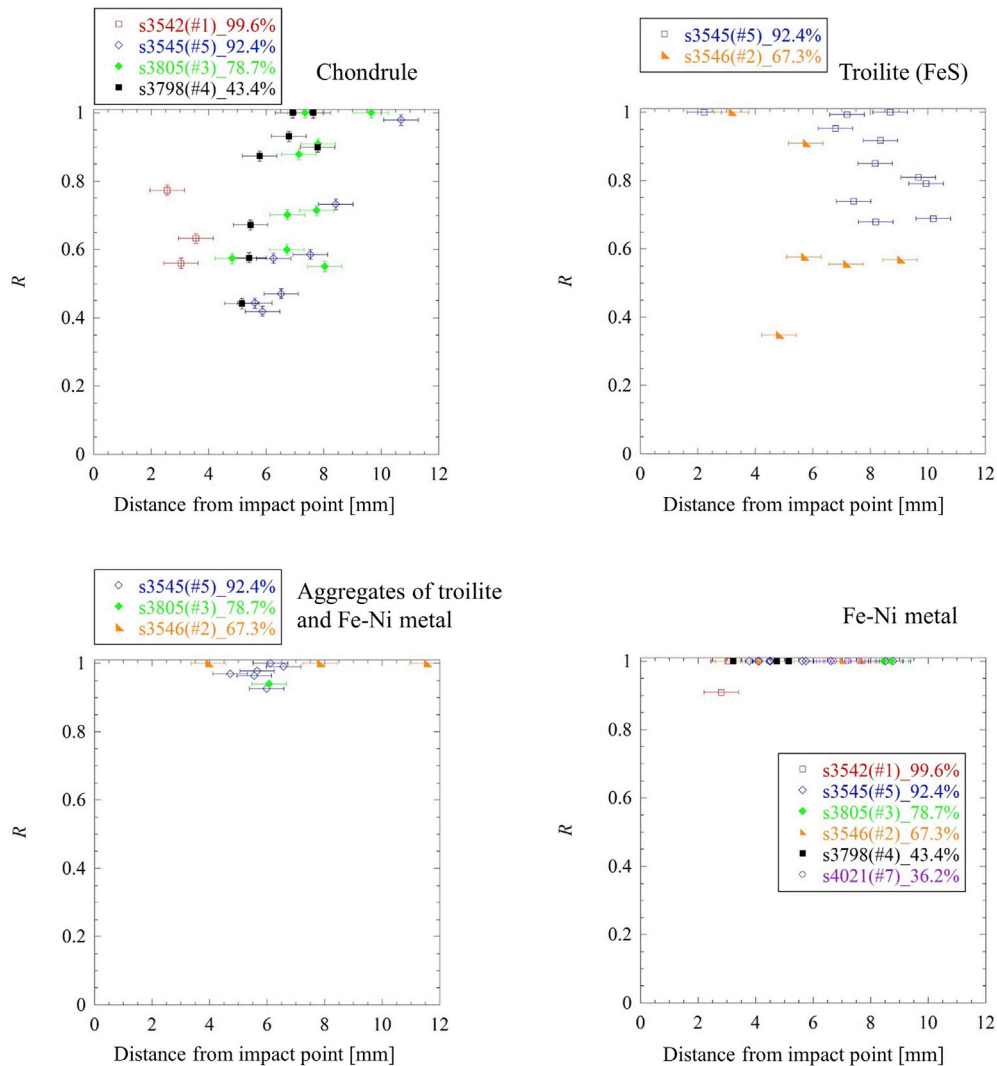 s3542(#1)_99.6%
s3545(#5)_92.4%
s3805(#3)_78.7%
s3798(#4)_43.4%
Chondrule
1
0.8
0.6
0.4
0.2
0
R
0 2 4 6 8 10 12
Distance from impact point [mm]
s3545(#5)_92.4%
s3546(#2)_67.3%
Troilite (FeS)
1
0.8
0.6
0.4
0.2
0
R
0 2 4 6 8 10 12
Distance from impact point [mm]
s3545(#5)_92.4%
s3805(#3)_78.7%
s3546(#2)_67.3%
Aggregates of troilite
and Fe-Ni metal
1
0.8
0.6
0.4
0.2
0
R
0 2 4 6 8 10 12
Distance from impact point [mm]
Fe-Ni metal
1
0.8
0.6
0.4
0.2
0
R
s3542(#1)_99.6%
s3545(#5)_92.4%
s3805(#3)_78.7%
s3546(#2)_67.3%
s3798(#4)_43.4%
s4021(#7)_36.2%
0 2 4 6 8 10 12
Distance from impact point [mm]